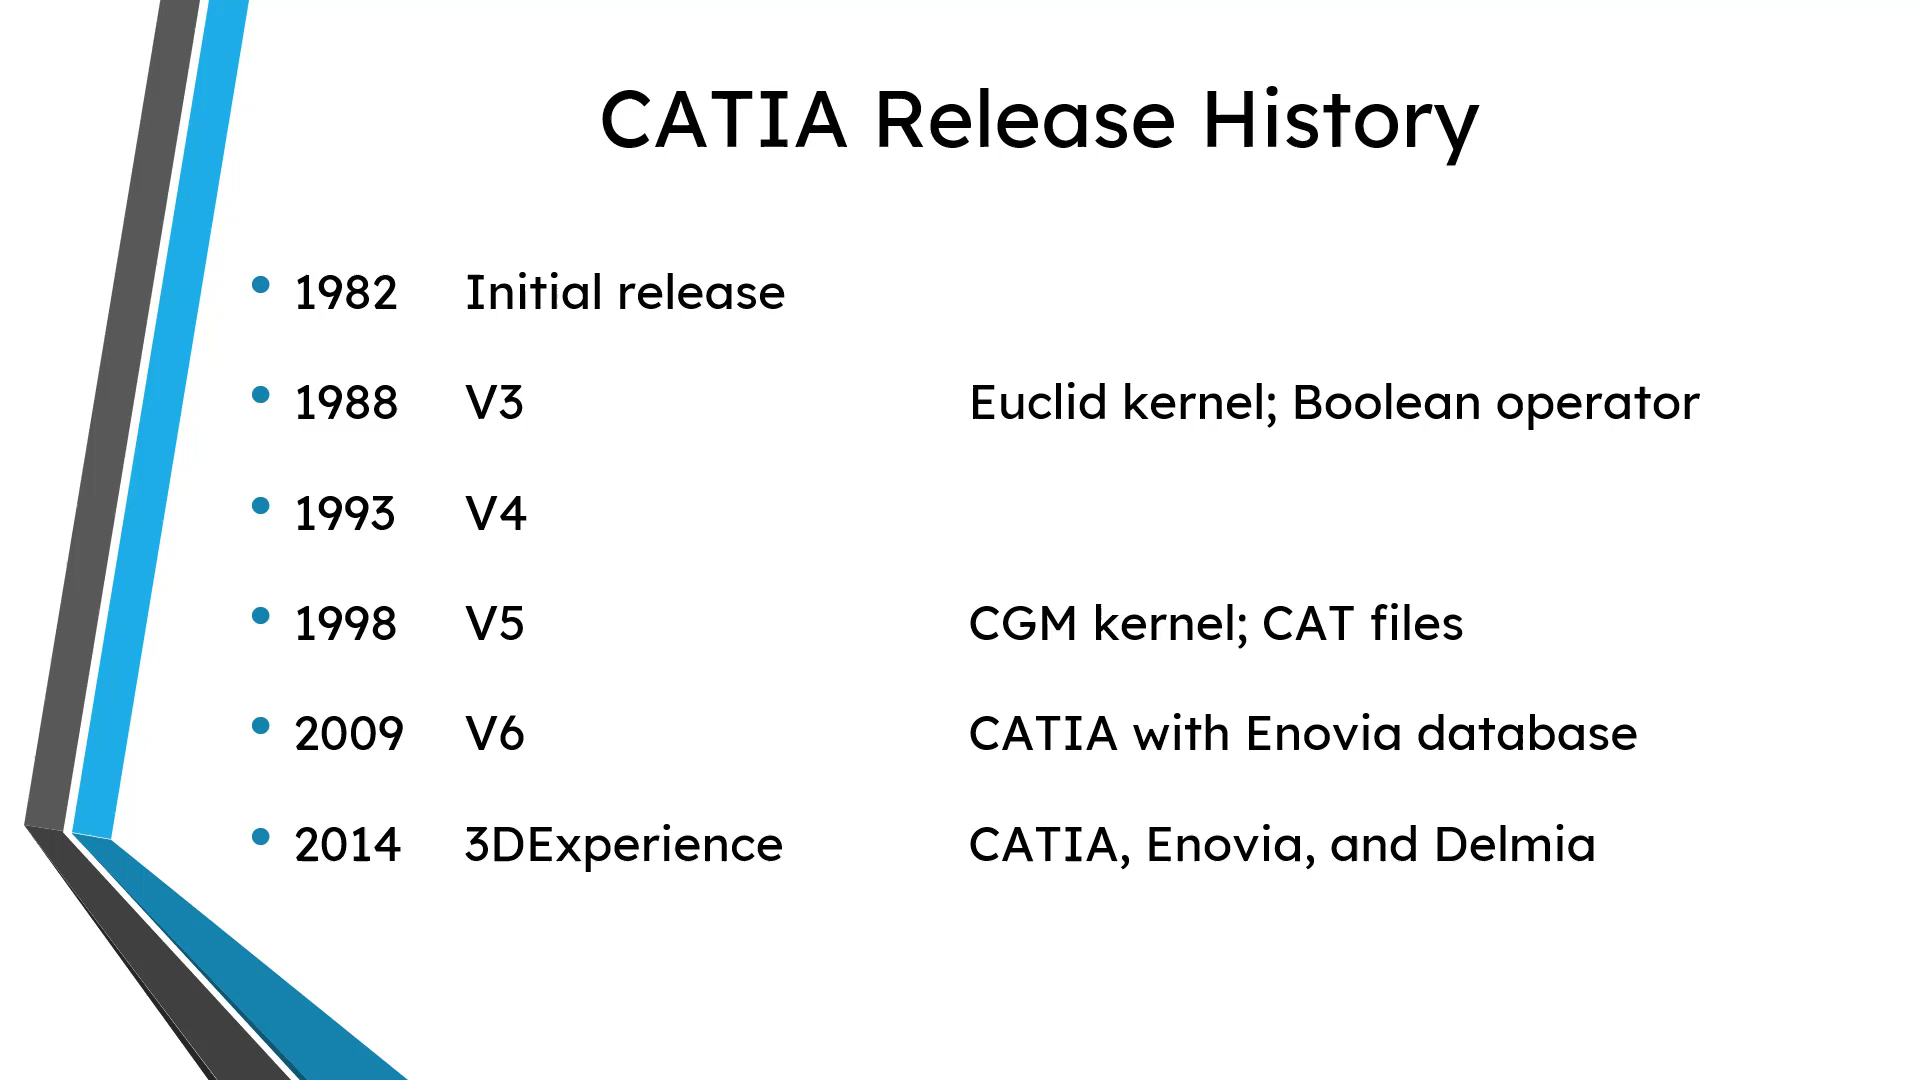 CATIA Release History
• 1982 Initial release
• 1988 V3 Euclid kernel; Boolean operator
• 1993 V4
• 1998 V5 CGM kernel; CAT files
• 2009 V6 CATIA with Enovia database
• 2014 3DExperience CATIA, Enovia, and Delmia